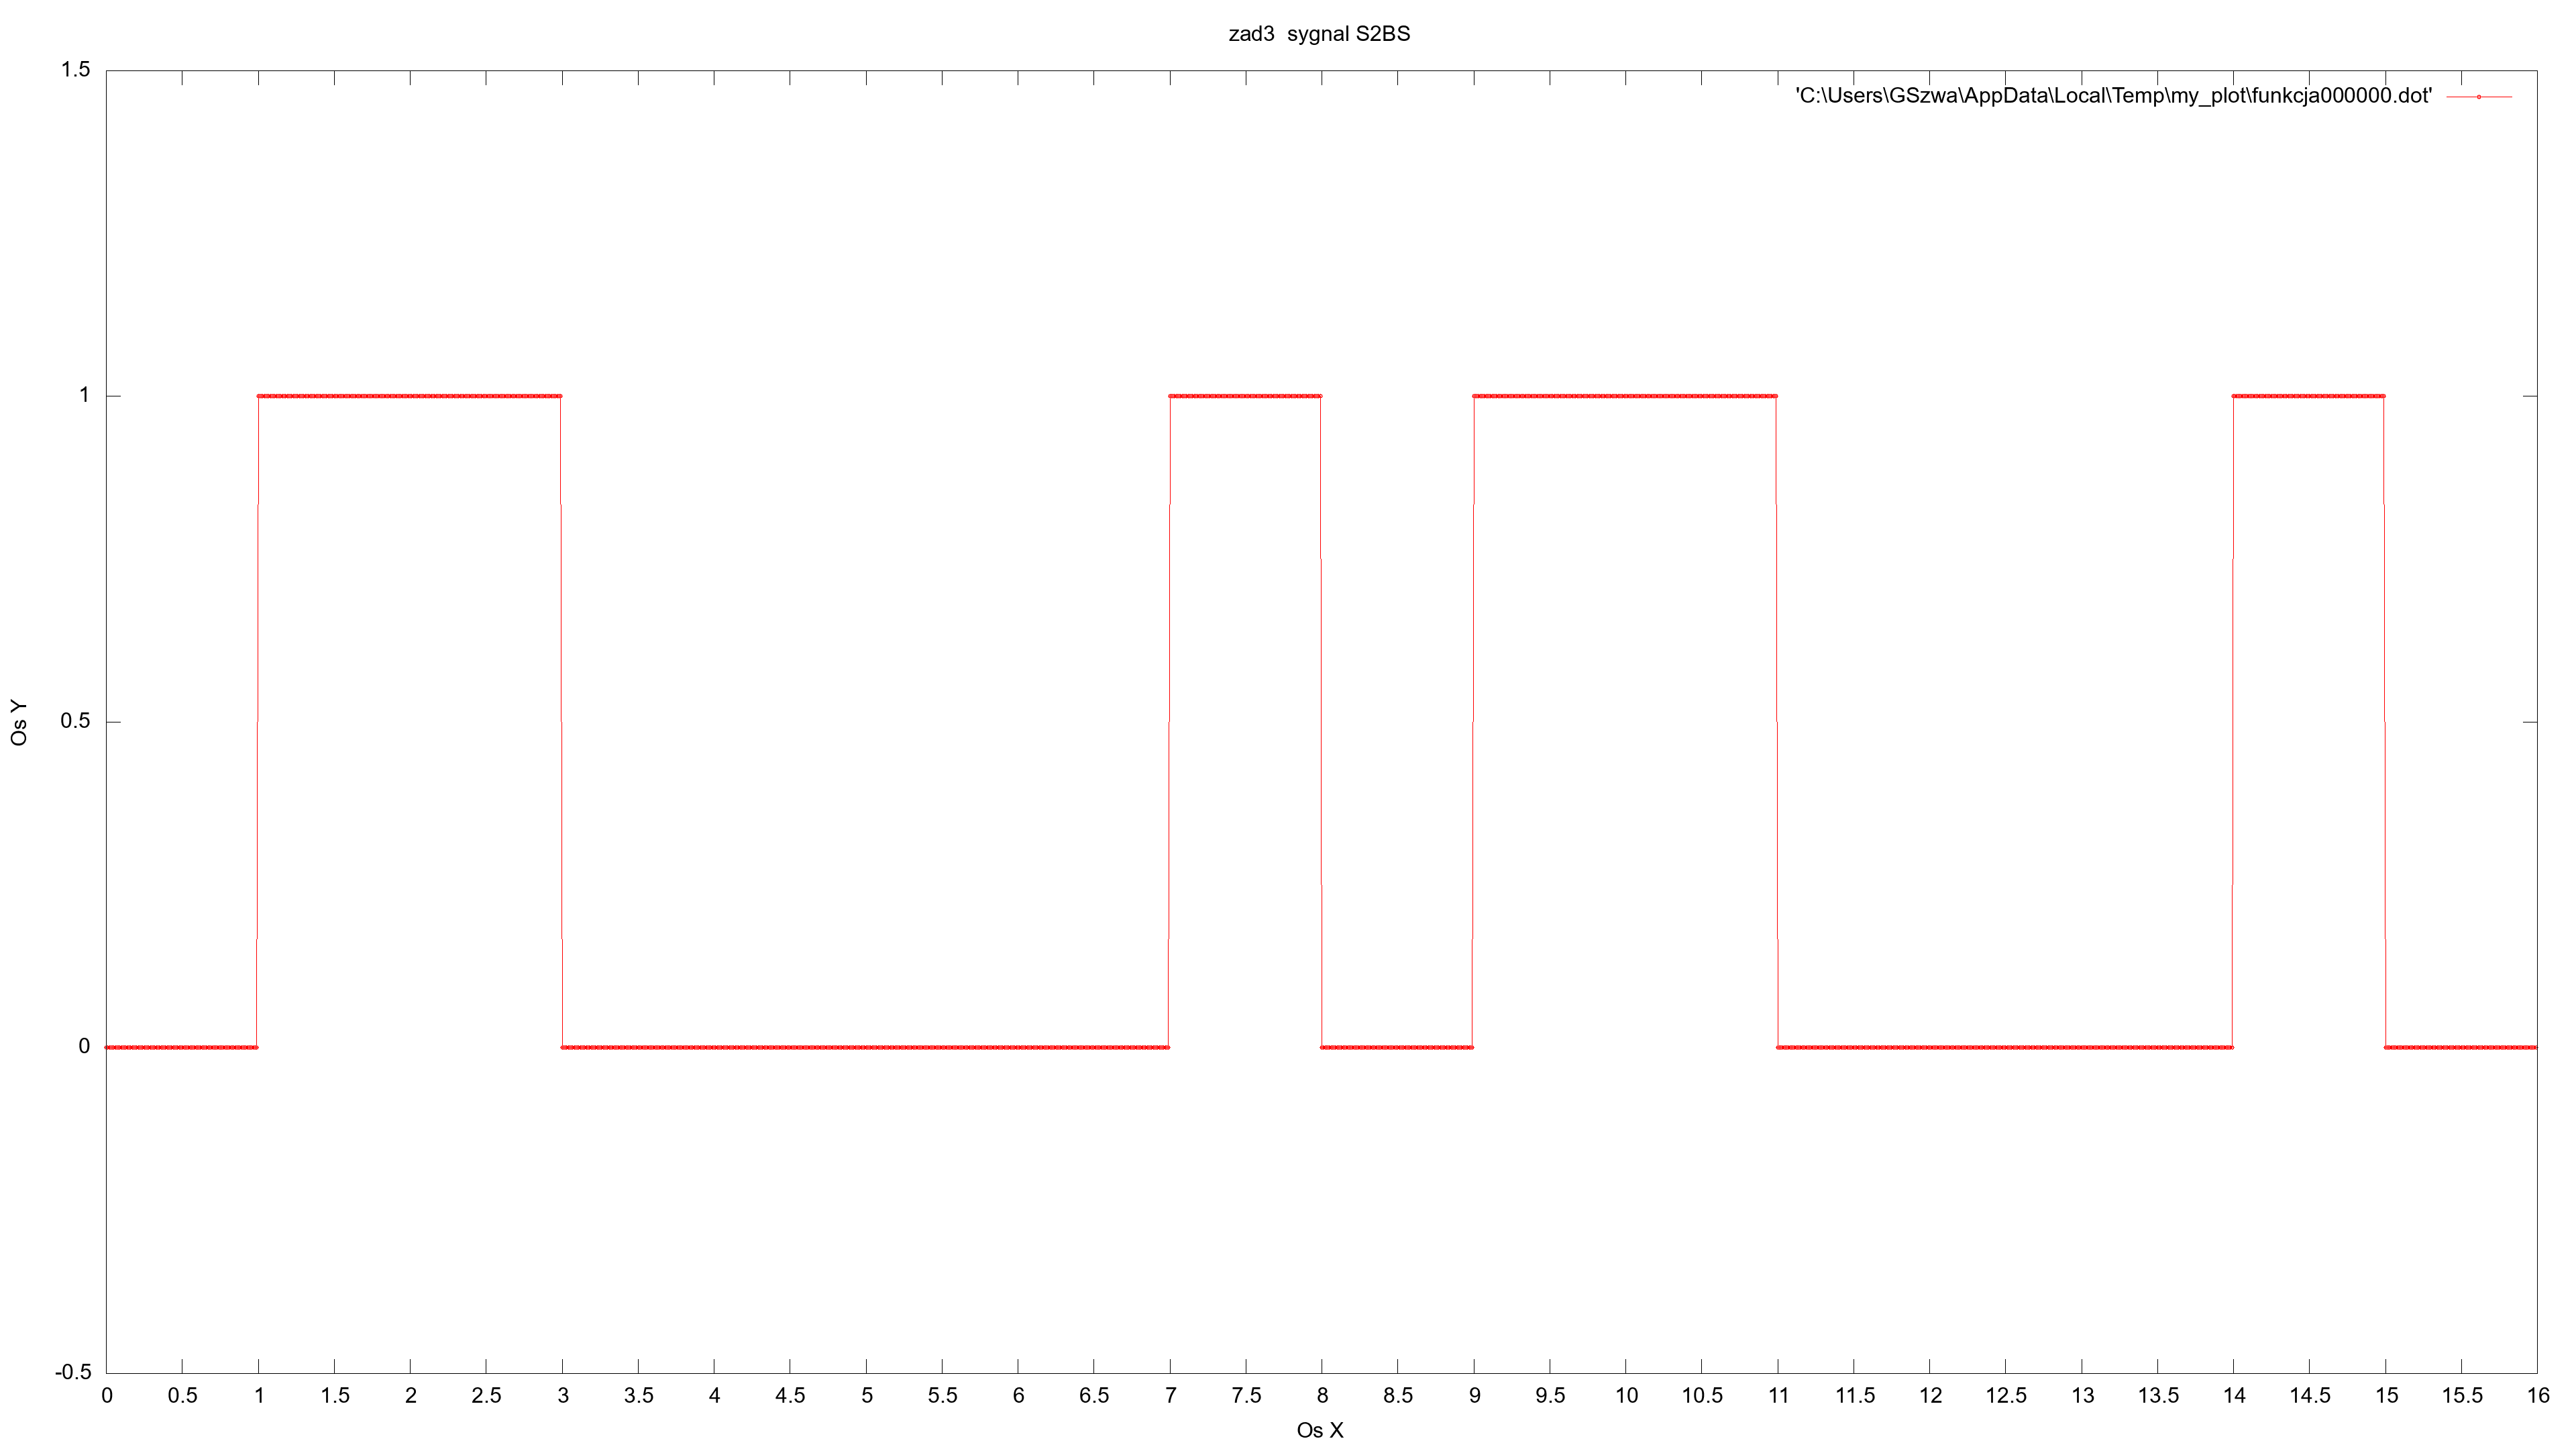 zad3  sygnal S2BS
'C:\Users\GSzwa\AppData\Local\Temp\my_plot\funkcja000000.dot'
1.5
1
0.5
0
-0.5
Os Y
0 0.5 1 1.5 2 2.5 3 3.5 4 4.5 5 5.5 6 6.5 7 7.5 8 8.5 9 9.5 10 10.5 11 11.5 12 12.5 13 13.5 14 14.5 15 15.5 16
Os X